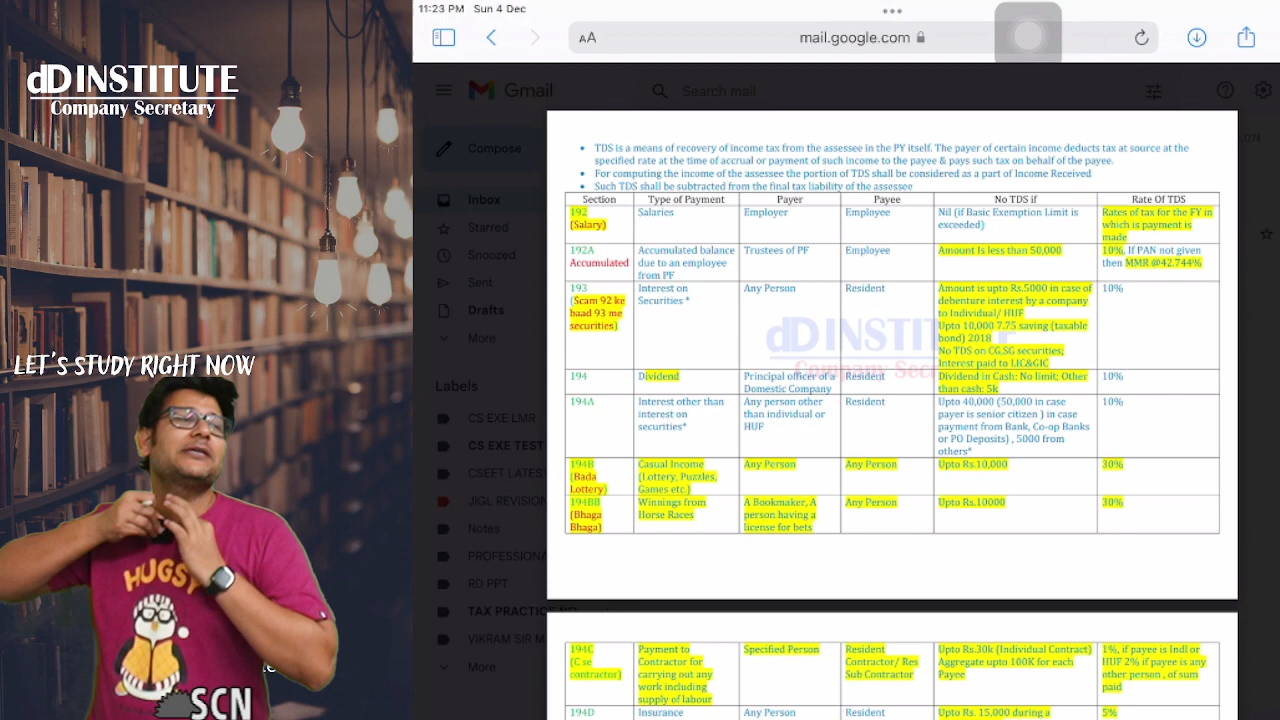 11:23 PM Sun 4 Dec
AA
mail.google.com
dD INSTITUTE
Company Secretary
LET'S STUDY RIGHT NOW
HUGSY
SCN
Gmail
Search mail
Compose
Inbox
Starred
Snoozed
Sent
Drafts
More
Labels
CS EXE LMR
CS EXE TEST
CSEET LATES
JIGL REVISION
Notes
PROFESSIONA
RD PPT
TAX PRACTICE NO
VIKRAM SIR M
More
• TDS is a means of recovery of income tax from the assessee in the PY itself. The payer of certain income deducts tax at source at the
specified rate at the time of accrual or payment of such income to the payee & pays such tax on behalf of the payee.
• For computing the income of the assessee the portion of TDS shall be considered as a part of Income Received
• Such TDS shall be subtracted from the final tax liability of the assessee
Section Type of Payment Payer Payee No TDS if Rate Of TDS
192 Salaries Employer Employee Nil (if Basic Exemption Limit is Rates of tax for the FY in
(Salary) exceeded) which is payment is
made
192A Accumulated balance Trustees of PF Employee Amount Is less than 50,000 10%, If PAN not given
Accumulated due to an employee then MMR @42.744%
from PF
193 Interest on Any Person Resident Amount is upto Rs.5000 in case of 10%
(Scam 92 ke Securities * debenture interest by a company
baad 93 me to Individual/ HUF
securities) Upto 10,000 7.75 saving (taxable
bond) 2018
No TDS on CG,SG securities;
Interest paid to LIC&GIC
dD INSTITUTE
Company Secre
194 Dividend Principal officer of a Resident Dividend in Cash: No limit; Other 10%
Domestic Company than cash: 5k
194A Interest other than Any person other Resident Upto 40,000 (50,000 in case 10%
interest on than individual or payer is senior citizen ) in case
securities* HUF payment from Bank, Co-op Banks
or PO Deposits) , 5000 from
others*
194B Casual Income Any Person Any Person Upto Rs.10,000 30%
(Bada (Lottery, Puzzles,
Lottery) Games etc.)
194BB Winnings from A Bookmaker, A Any Person Upto Rs.10000 30%
(Bhaga Horse Races person having a
Bhaga) license for bets
194C Payment to Specified Person Resident Upto Rs.30k (Individual Contract) 1%, if payee is Indl or
(C se Contractor for Contractor/ Res Aggregate upto 100K for each HUF 2% if payee is any
contractor) carrying out any Sub Contractor Payee other person , of sum
work including paid
supply of labour
194D Insurance Any Person Resident Upto Rs. 15,000 during a 5%